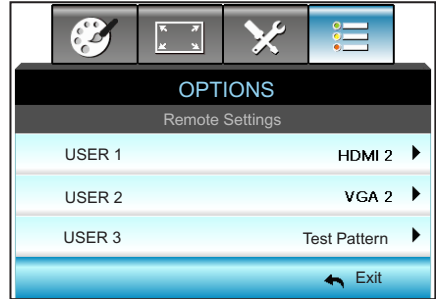 OPTIONS
Remote Settings
USER 1 HDMI 2
USER 2 VGA 2
USER 3 Test Pattern
Exit